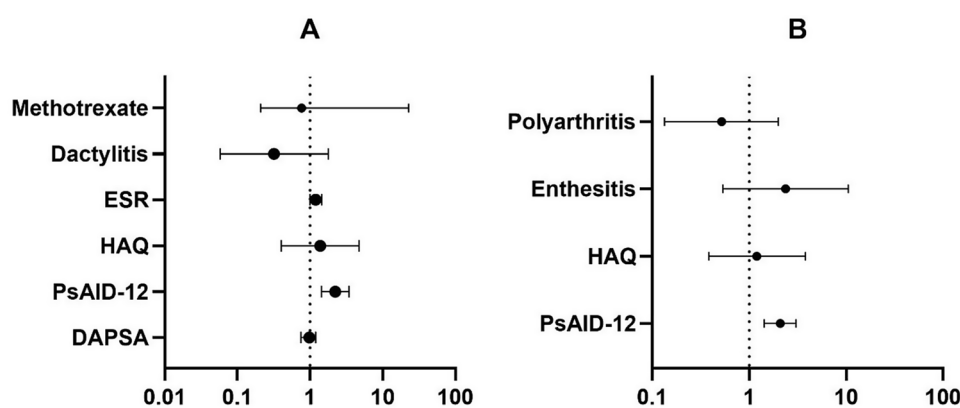 A
Methotrexate
Dactylitis
ESR
HAQ
PsAID-12
DAPSA
0.01 0.1 1 10 100
B
Polyarthritis
Enthesitis
HAQ
PsAID-12
0.1 1 10 100